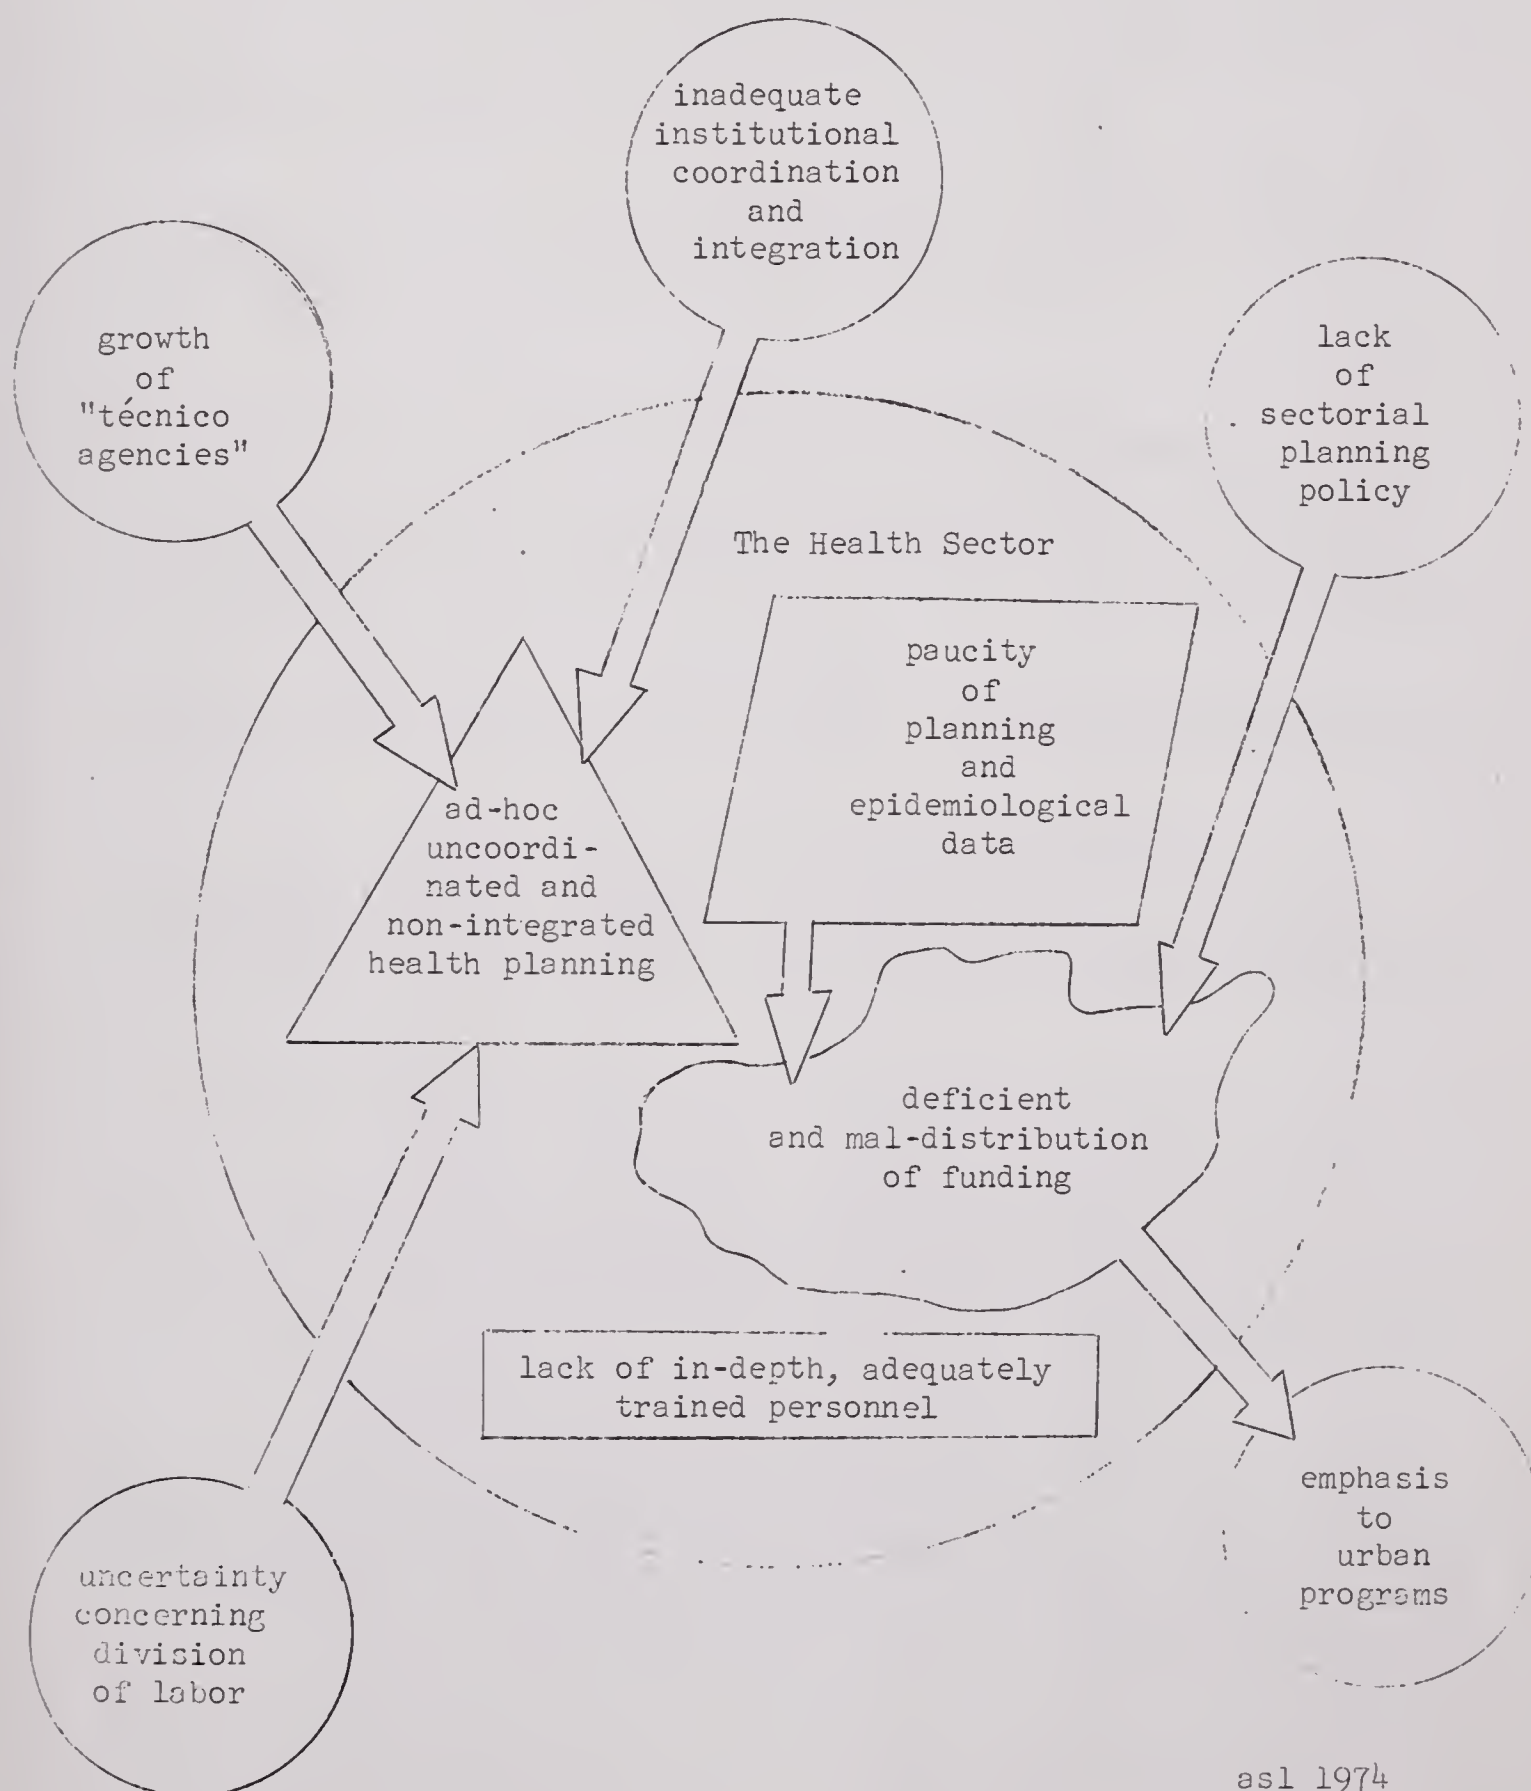 inadequate
institutional
coordination
and
integration
growth
of
"técnico
agencies"
lack
of
sectorial
planning
policy
The Health Sector
paucity
of
planning
and
epidemiological
data
ad-hoc
uncoordi-
nated and
non-integrated
health planning
deficient
and mal-distribution
of funding
lack of in-depth, adequately
trained personnel
emphasis
to
urban
programs
uncertainty
concerning
division
of labor
asl 1974